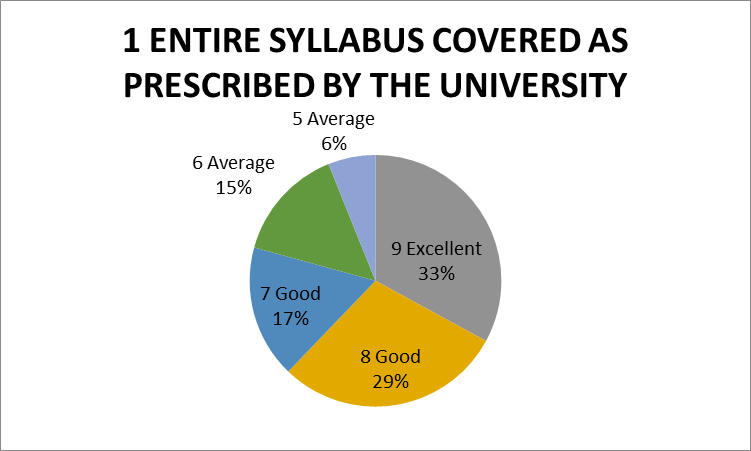 1 ENTIRE SYLLABUS COVERED AS
PRESCRIBED BY THE UNIVERSITY
5 Average
6%
6 Average
15%
9 Excellent
33%
7 Good
17%
8 Good
29%